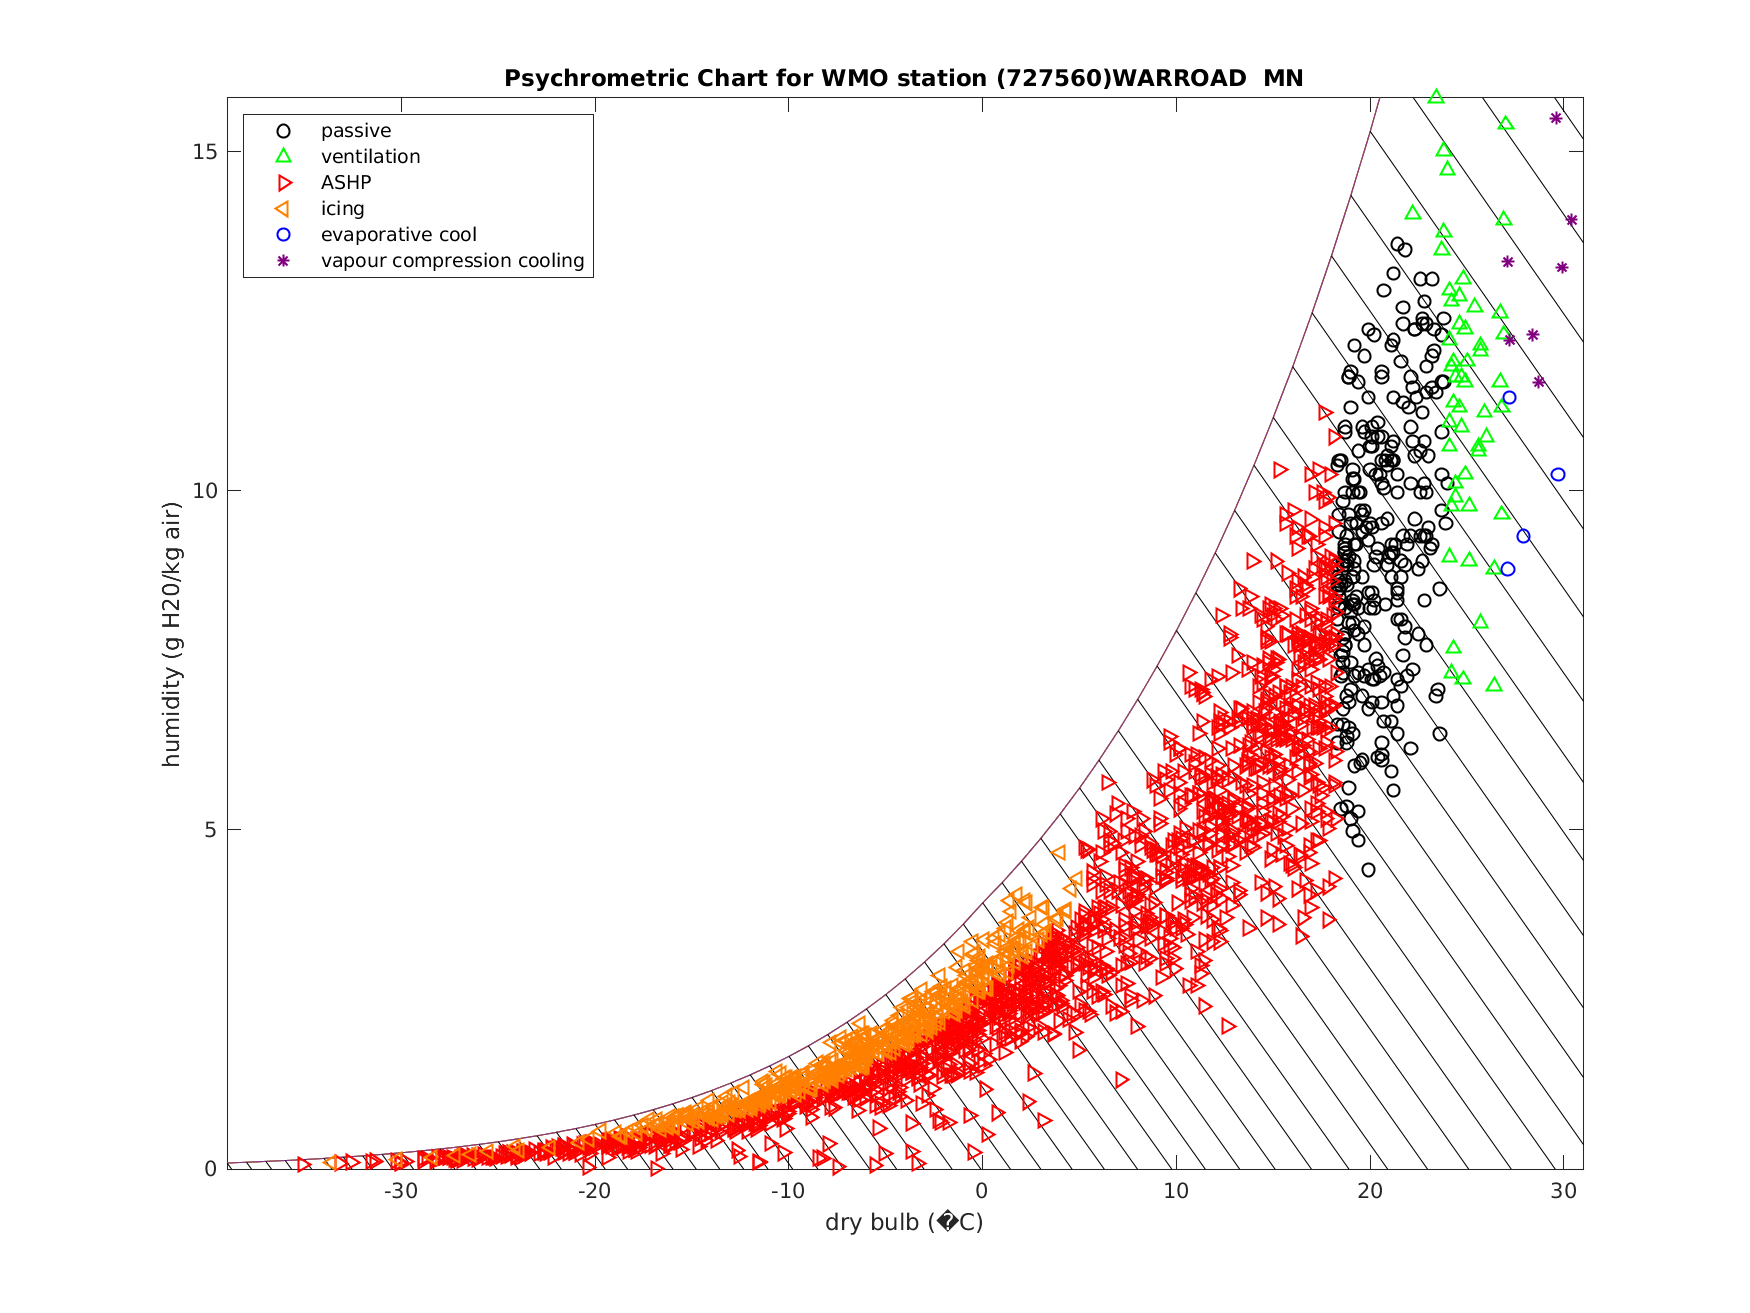 Psychrometric Chart for WMO station (727560)WARROAD  MN
passive
ventilation
ASHP
icing
evaporative cool
vapour compression cooling
15
10
5
0
humidity (g H20/kg air)
-30 -20 -10 0 10 20 30
dry bulb (�C)